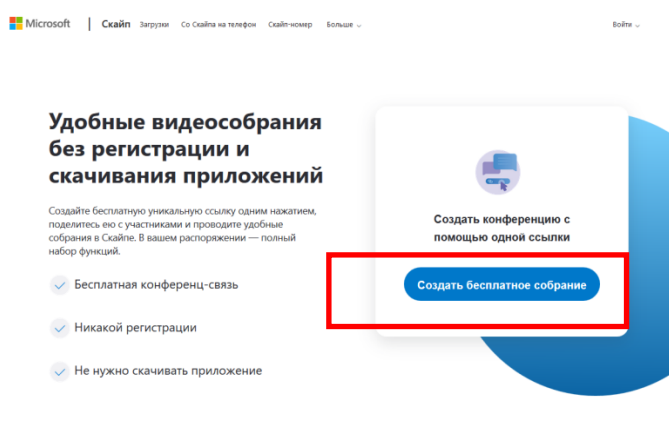 Microsoft Скайп Загрузки Со Скайпа на телефон Скайп-номер Больше Войти
Удобные видеособрания
без регистрации и
скачивания приложений
Создайте бесплатную уникальную ссылку одним нажатием,
поделитесь ею с участниками и проводите удобные
собрания в Скайпе. В вашем распоряжении — полный
набор функций.
Бесплатная конференц-связь
Никакой регистрации
Не нужно скачивать приложение
Создать конференцию с
помощью одной ссылки
Создать бесплатное собрание